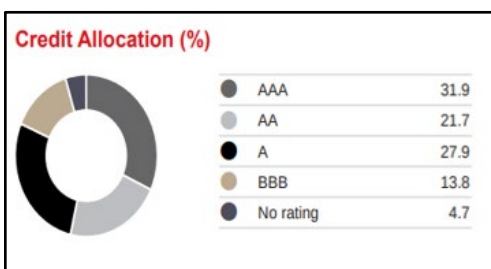 Credit Allocation (%)
AAA 31.9
AA 21.7
A 27.9
BBB 13.8
No rating 4.7